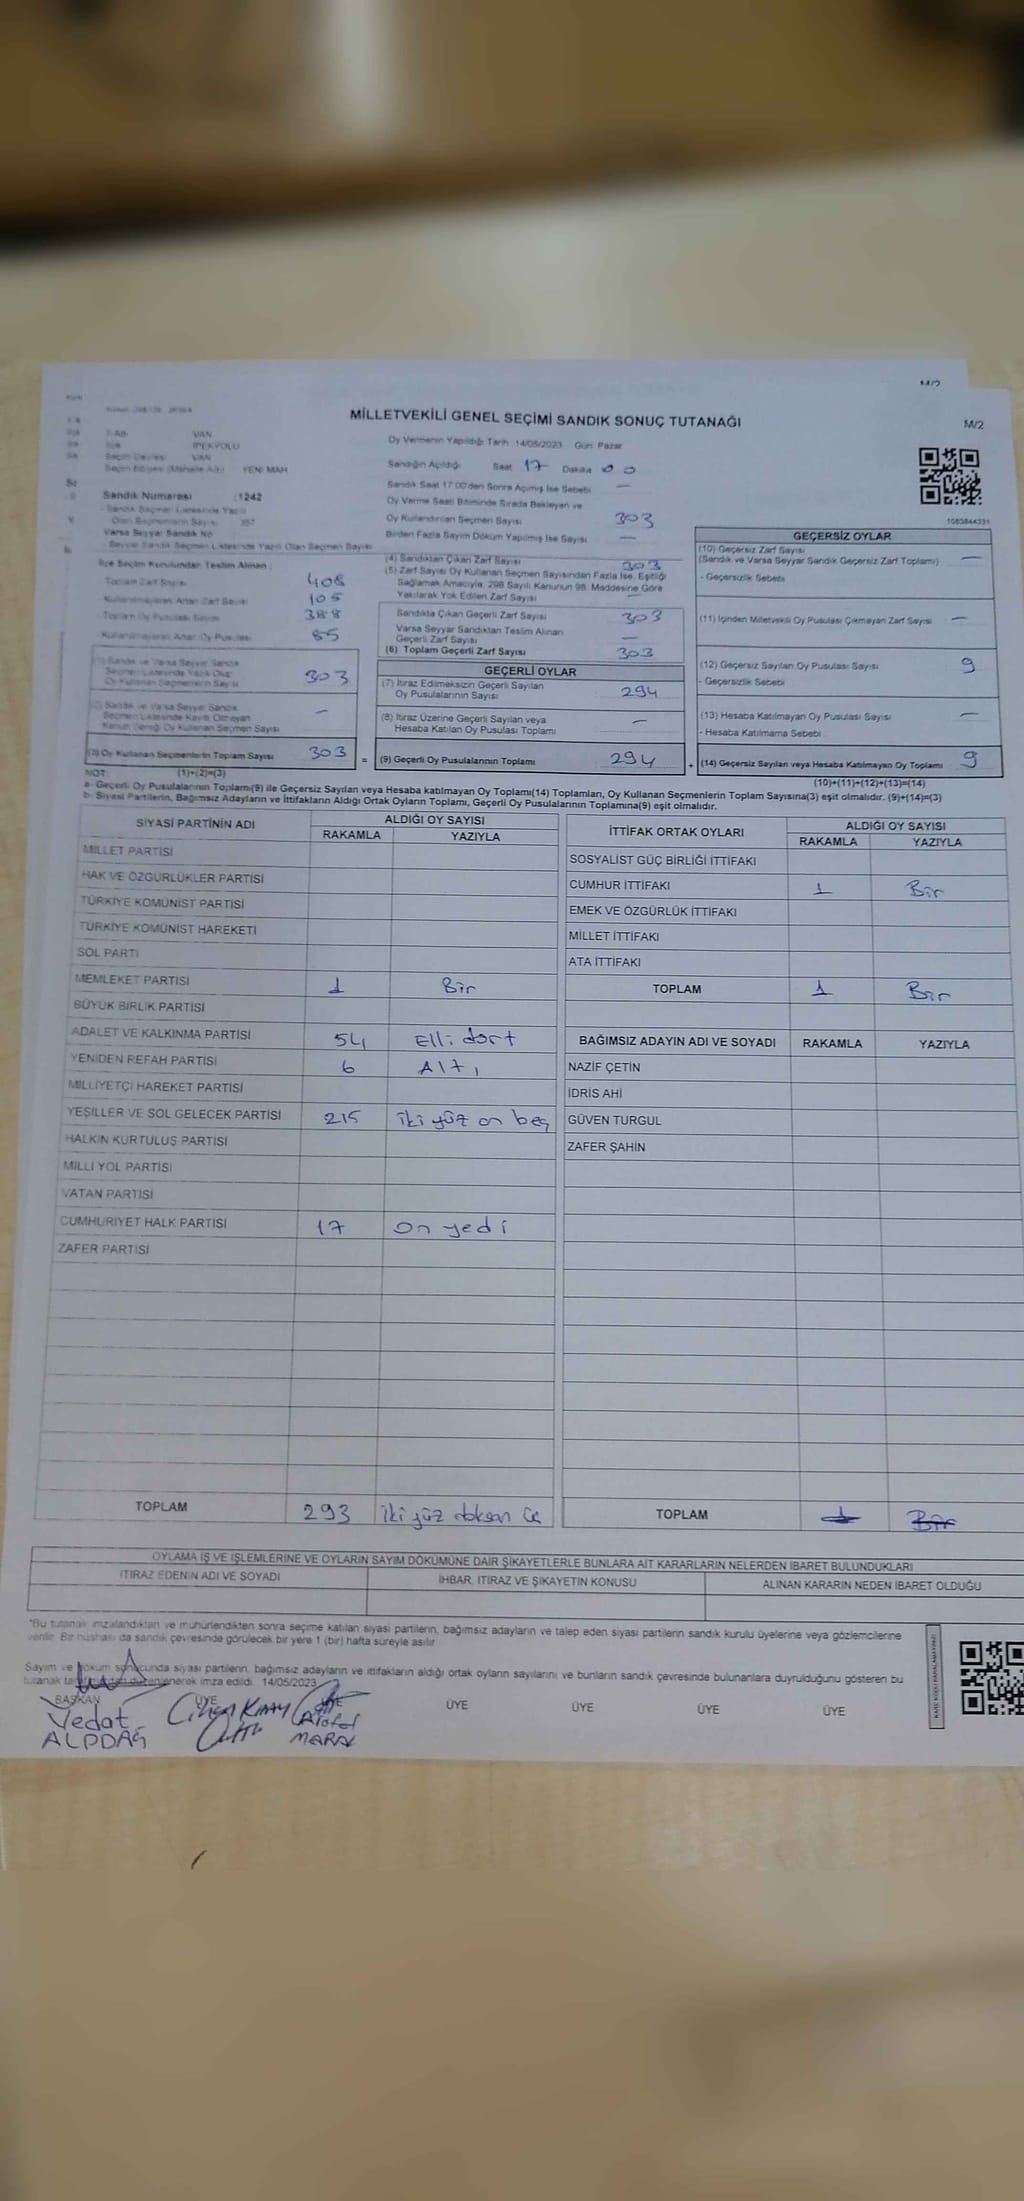 M/2
MİLLETVEKİLİ GENEL SEÇİMİ SANDIK SONUÇ TUTANAĞI
M/2
VAN
Oy Vermenin Yapıldığı Tarih 14/05/2023 Gün: Pazar
İPEKYOLU
VAN
Sandığın Açıldığı Saat 17 Dakika 00
YENİ MAH
Sandık Saat 17:00'den Sonra Açımış İse Sebebi —
Sandık Numarası :1242
Oy Verme Saati Bitiminde Sırada Bekleyen ve
Oy Kullandırılan Seçmen Sayısı 303
Varsa Seyyar Sandık No
Birden Fazla Sayım Döküm Yapılmış İse Sayısı —
Seyyar Sandık Seçmen Listesinde Yazılı Olan Seçmen Sayısı
İlçe Seçim Kurulundan Teslim Alınan :
Toplam Zarf Sayısı 408
Kullanılmayarak Artan Zarf Sayısı 105
Toplam Oy Pusulası Sayısı 388
Kullanılmayarak Artan Oy Pusulası 85
(1) Sandık ve Varsa Seyyar Sandık
Seçmen Listesinde Yazılı Olup
Oy Kullanan Seçmenlerin Sayısı 303
(2) Sandık ve Varsa Seyyar Sandık
Seçmen Listesinde Kayıtlı Olmayan
Kanun Gereği Oy Kullanan Seçmen Sayısı —
(3) Oy Kullanan Seçmenlerin Toplam Sayısı 303
(4) Sandıktan Çıkan Zarf Sayısı 303
(5) Zarf Sayısı Oy Kullanan Seçmen Sayısından Fazla İse, Eşitliği
Sağlamak Amacıyla, 298 Sayılı Kanunun 98. Maddesine Göre
Yakılarak Yok Edilen Zarf Sayısı —
Sandıkta Çıkan Geçerli Zarf Sayısı 303
Varsa Seyyar Sandıktan Teslim Alınan
Geçerli Zarf Sayısı —
(6) Toplam Geçerli Zarf Sayısı 303
GEÇERLİ OYLAR
(7) İtiraz Edilmeksizin Geçerli Sayılan
Oy Pusulalarının Sayısı 294
(8) İtiraz Üzerine Geçerli Sayılan veya
Hesaba Katılan Oy Pusulası Toplamı —
= (9) Geçerli Oy Pusulalarının Toplamı 294
1083844331
GEÇERSİZ OYLAR
(10) Geçersiz Zarf Sayısı
(Sandık ve Varsa Seyyar Sandık Geçersiz Zarf Toplamı) —
- Geçersizlik Sebebi
(11) İçinden Milletvekili Oy Pusulası Çıkmayan Zarf Sayısı —
(12) Geçersiz Sayılan Oy Pusulası Sayısı 9
- Geçersizlik Sebebi
(13) Hesaba Katılmayan Oy Pusulası Sayısı —
- Hesaba Katılmama Sebebi
+ (14) Geçersiz Sayılan veya Hesaba Katılmayan Oy Toplamı 9
NOT: (1)+(2)=(3) (10)+(11)+(12)+(13)=(14)
a- Geçerli Oy Pusulalarının Toplamı(9) ile Geçersiz Sayılan veya Hesaba katılmayan Oy Toplamı(14) Toplamları, Oy Kullanan Seçmenlerin Toplam Sayısına(3) eşit olmalıdır. (9)+(14)=(3)
b- Siyasi Partilerin, Bağımsız Adayların ve İttifakların Aldığı Ortak Oyların Toplamı, Geçerli Oy Pusulalarının Toplamına(9) eşit olmalıdır.
SİYASİ PARTİNİN ADI ALDIĞI OY SAYISI
RAKAMLA YAZIYLA
MİLLET PARTİSİ
HAK VE ÖZGÜRLÜKLER PARTİSİ
TÜRKİYE KOMÜNİST PARTİSİ
TÜRKİYE KOMÜNİST HAREKETİ
SOL PARTİ
MEMLEKET PARTİSİ 1 Bir
BÜYÜK BİRLİK PARTİSİ
ADALET VE KALKINMA PARTİSİ 54 Elli dört
YENİDEN REFAH PARTİSİ 6 Altı
MİLLİYETÇİ HAREKET PARTİSİ
YEŞİLLER VE SOL GELECEK PARTİSİ 215 iki yüz on beş
HALKIN KURTULUŞ PARTİSİ
MİLLİ YOL PARTİSİ
VATAN PARTİSİ
CUMHURİYET HALK PARTİSİ 17 On yedi
ZAFER PARTİSİ
TOPLAM 293 iki yüz doksan üç
İTTİFAK ORTAK OYLARI ALDIĞI OY SAYISI
RAKAMLA YAZIYLA
SOSYALİST GÜÇ BİRLİĞİ İTTİFAKI
CUMHUR İTTİFAKI 1 Bir
EMEK VE ÖZGÜRLÜK İTTİFAKI
MİLLET İTTİFAKI
ATA İTTİFAKI
TOPLAM 1 Bir
BAĞIMSIZ ADAYIN ADI VE SOYADI RAKAMLA YAZIYLA
NAZİF ÇETİN
İDRİS AHİ
GÜVEN TURGUL
ZAFER ŞAHİN
TOPLAM 1 Bir
OYLAMA İŞ VE İŞLEMLERİNE VE OYLARIN SAYIM DÖKÜMÜNE DAİR ŞİKAYETLERLE BUNLARA AİT KARARLARIN NELERDEN İBARET BULUNDUKLARI
İTİRAZ EDENİN ADI VE SOYADI İHBAR, İTİRAZ VE ŞİKAYETİN KONUSU ALINAN KARARIN NEDEN İBARET OLDUĞU
*Bu tutanak imzalandıktan ve mühürlendikten sonra seçime katılan siyasi partilerin, bağımsız adayların ve talep eden siyasi partilerin sandık kurulu üyelerine veya gözlemcilerine
verilir. Bir nüshası da sandık çevresinde görülecek bir yere 1 (bir) hafta süreyle asılır.
Sayım ve döküm sonucunda siyasi partilerin, bağımsız adayların ve ittifakların aldığı ortak oyların sayılarını ve bunların sandık çevresinde bulunanlara duyrulduğunu gösteren bu
tutanak tarafımızdan düzenlenerek imza edildi. 14/05/2023
BAŞKAN ÜYE ÜYE ÜYE ÜYE ÜYE
Vedat
ALPDAĞ
MARAL